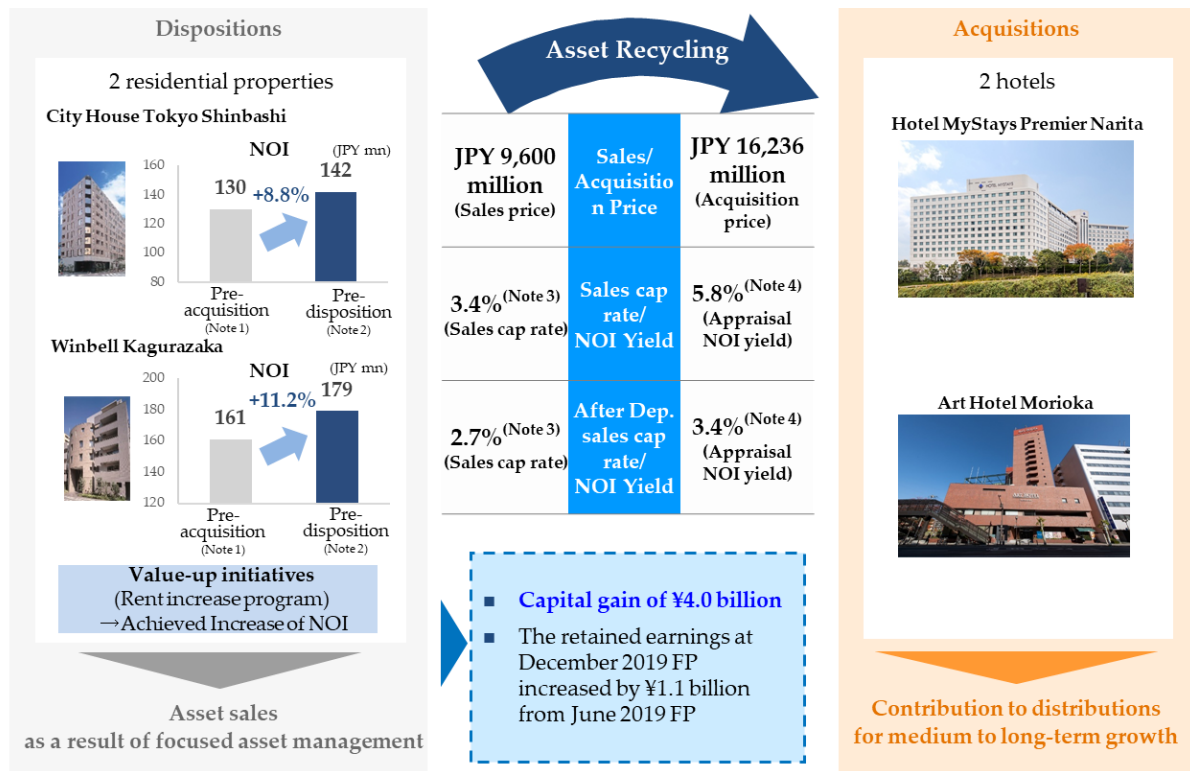 Dispositions
2 residential properties
City House Tokyo Shinbashi
NOI
(JPY mn)
160
140
120
100
80
130
+8.8%
142
Pre-
acquisition
(Note 1)
Pre-
disposition
(Note 2)
Winbell Kagurazaka
NOI
(JPY mn)
200
180
160
140
120
161
+11.2%
179
Pre-
acquisition
(Note 1)
Pre-
disposition
(Note 2)
Value-up initiatives
(Rent increase program)
→Achieved Increase of NOI
Asset sales
as a result of focused asset management
Asset Recycling
JPY 9,600
million
(Sales price)
Sales/
Acquisitio
n Price
JPY 16,236
million
(Acquisition
price)
3.4%(Note 3)
(Sales cap rate)
Sales cap
rate/
NOI Yield
5.8%(Note 4)
(Appraisal
NOI yield)
2.7%(Note 3)
(Sales cap rate)
After Dep.
sales cap
rate/
NOI Yield
3.4%(Note 4)
(Appraisal
NOI yield)
■ Capital gain of ¥4.0 billion
■ The retained earnings at
December 2019 FP
increased by ¥1.1 billion
from June 2019 FP
Acquisitions
2 hotels
Hotel MyStays Premier Narita
Art Hotel Morioka
Contribution to distributions
for medium to long-term growth